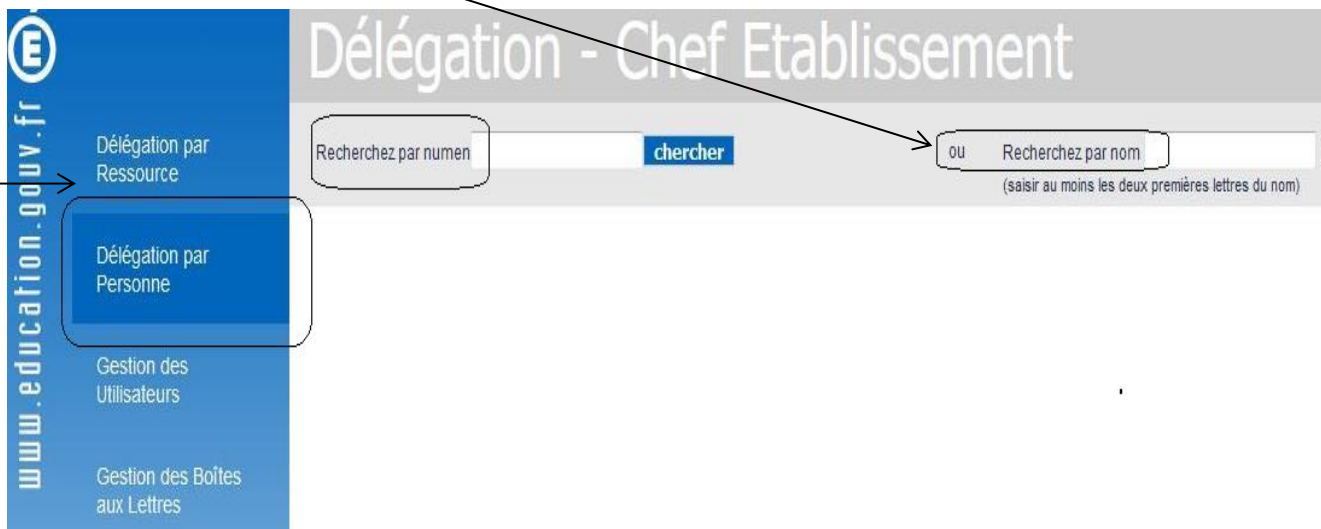 Délégation - Chef Etablissement
www.education.gouv.fr
Délégation par
Ressource
Délégation par
Personne
Gestion des
Utilisateurs
Gestion des Boîtes
aux Lettres
Recherchez par numen
chercher
ou Recherchez par nom
(saisir au moins les deux premières lettres du nom)